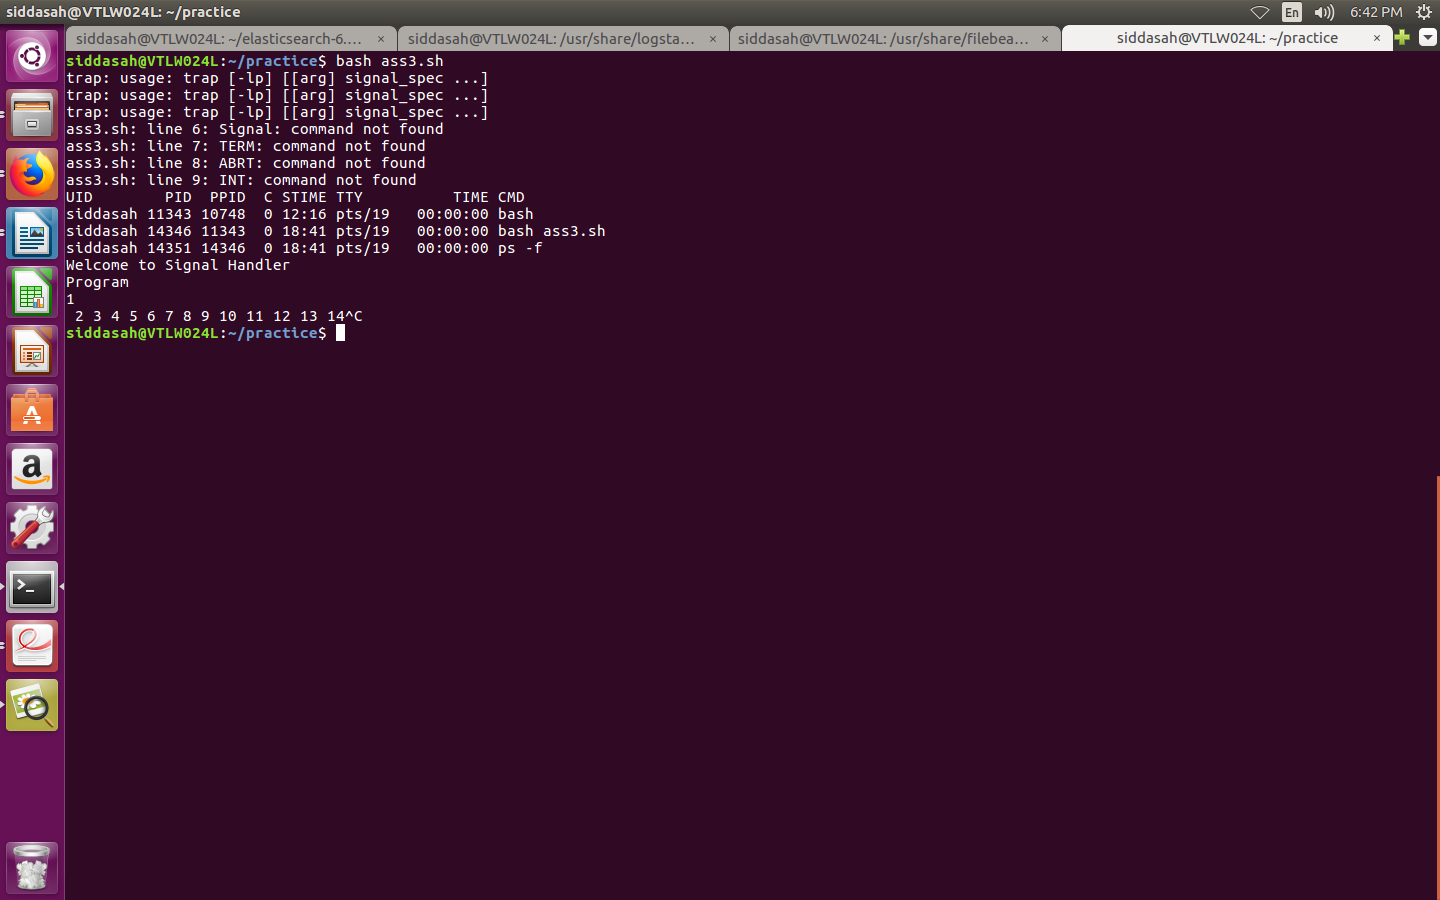 siddasah@VTLW024L: ~/practice
En
6:42 PM
siddasah@VTLW024L: ~/elasticsearch-6.... × siddasah@VTLW024L: /usr/share/logsta... × siddasah@VTLW024L: /usr/share/filebea... × siddasah@VTLW024L: ~/practice ×
siddasah@VTLW024L:~/practice$ bash ass3.sh
trap: usage: trap [-lp] [[arg] signal_spec ...]
trap: usage: trap [-lp] [[arg] signal_spec ...]
trap: usage: trap [-lp] [[arg] signal_spec ...]
ass3.sh: line 6: Signal: command not found
ass3.sh: line 7: TERM: command not found
ass3.sh: line 8: ABRT: command not found
ass3.sh: line 9: INT: command not found
UID        PID  PPID  C STIME TTY          TIME CMD
siddasah 11343 10748  0 12:16 pts/19   00:00:00 bash
siddasah 14346 11343  0 18:41 pts/19   00:00:00 bash ass3.sh
siddasah 14351 14346  0 18:41 pts/19   00:00:00 ps -f
Welcome to Signal Handler
Program
1
 2 3 4 5 6 7 8 9 10 11 12 13 14^C
siddasah@VTLW024L:~/practice$